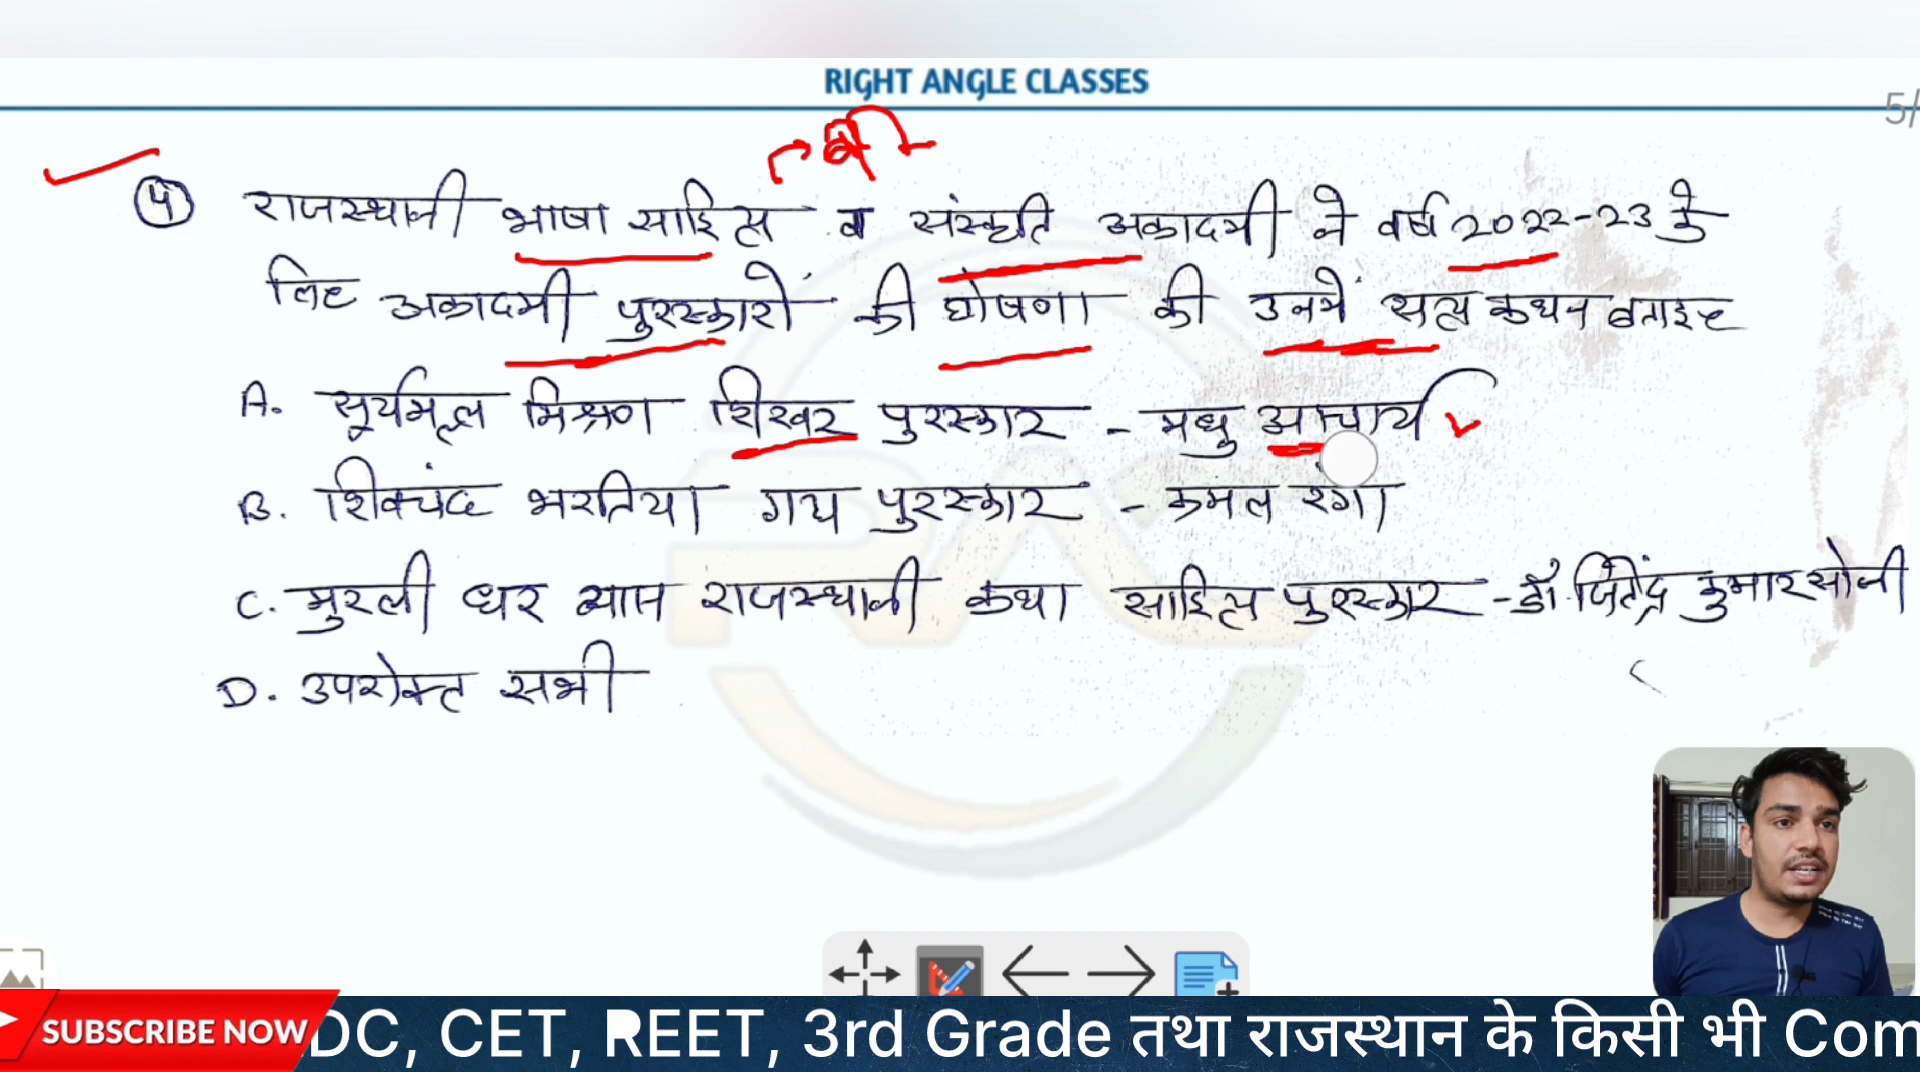 RIGHT ANGLE CLASSES
5/
बी
④ राजस्थानी भाषा साहित्य व संस्कृति अकादमी ने वर्ष 2022-23 के
लिए अकादमी पुरस्कारों की घोषणा की उनमें सत्य कथन बताइए
A. सूर्यमल्ल मिश्रण शिखर पुरस्कार - मधु आचार्य
B. शिवचंद भरतिया गद्य पुरस्कार - कमल रंगा
C. मुरली धर व्यास राजस्थानी कथा साहित्य पुरस्कार - डॉ. जितेंद्र कुमार सोनी
D. उपरोक्त सभी
SUBSCRIBE NOW
DC, CET, REET, 3rd Grade तथा राजस्थान के किसी भी Com